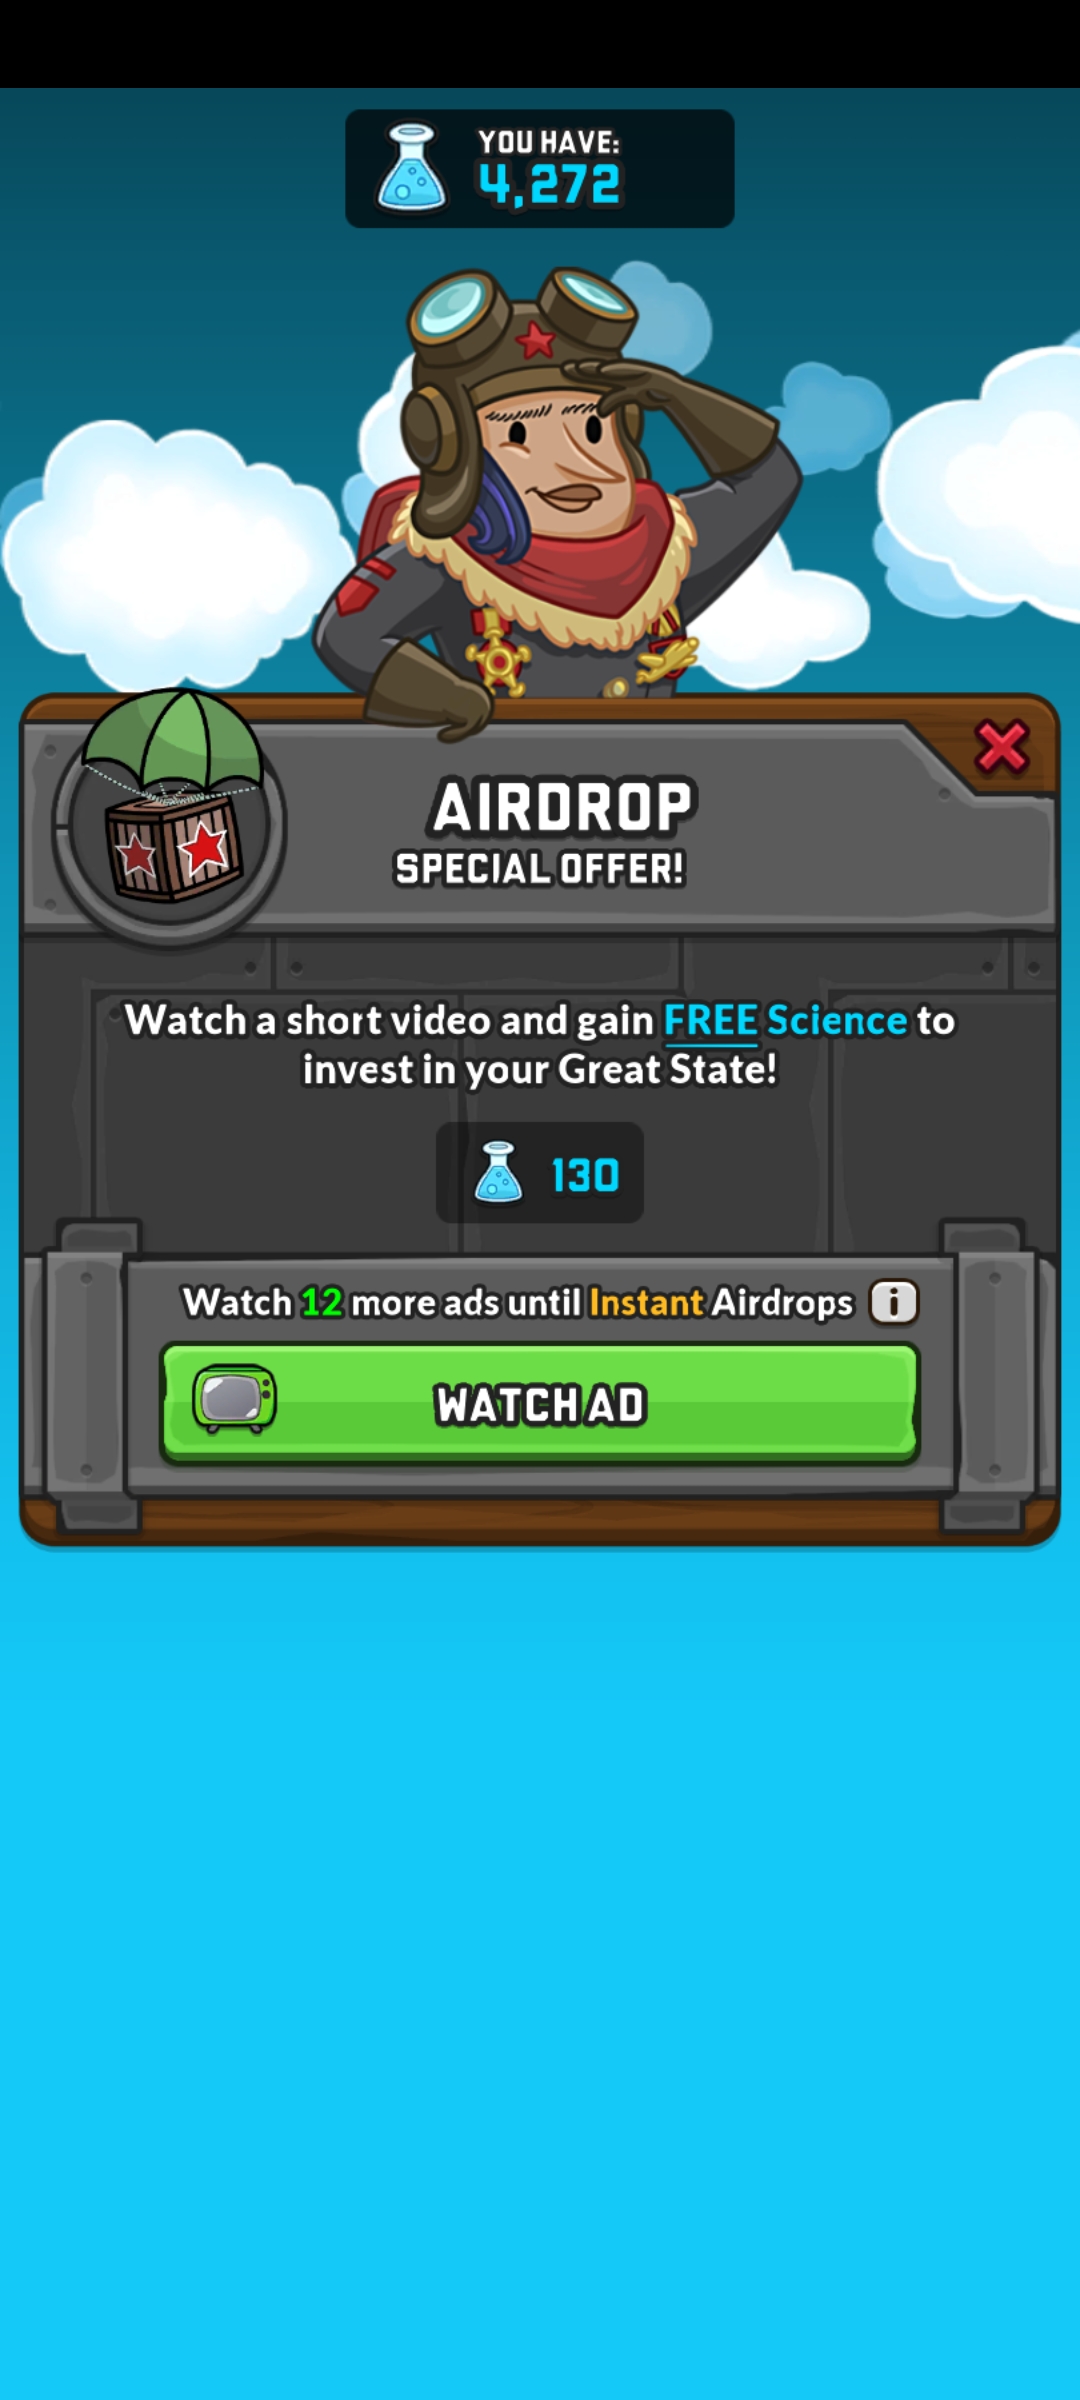 YOU HAVE:
4,272
AIRDROP
SPECIAL OFFER!
Watch a short video and gain FREE Science to
invest in your Great State!
130
Watch 12 more ads until Instant Airdrops i
WATCH AD